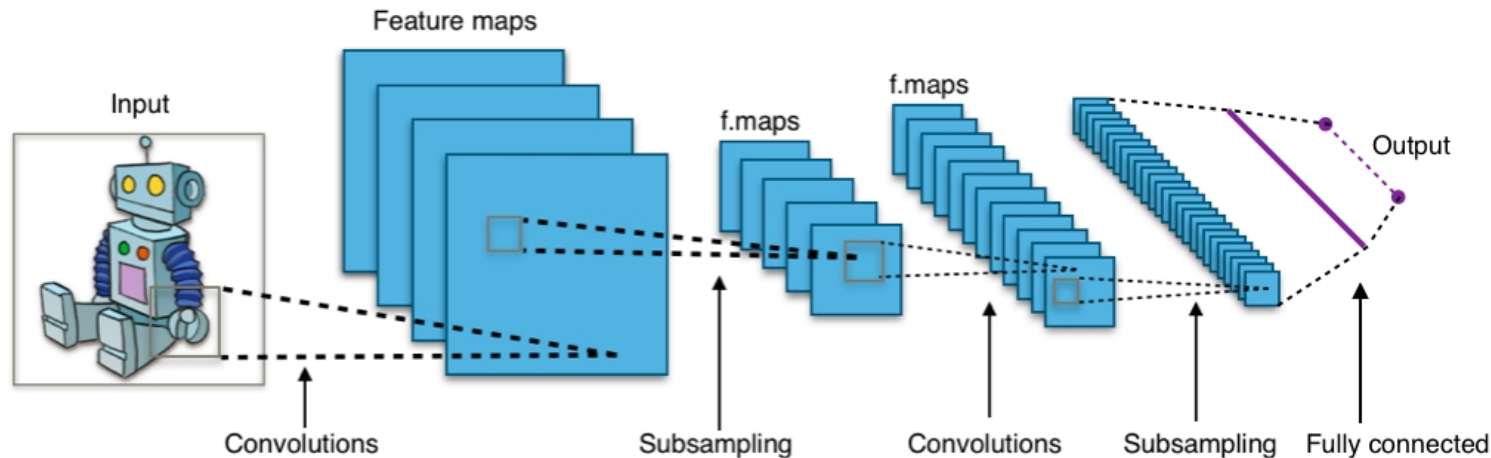 Feature maps
Input
f.maps
f.maps
Output
Convolutions
Subsampling
Convolutions
Subsampling
Fully connected